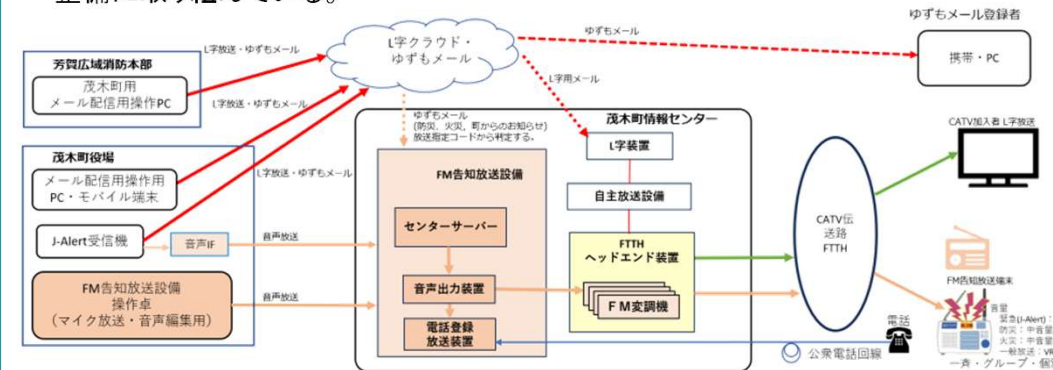 ゆずもメール登録者
携帯・PC
ゆずもメール
L字クラウド・
ゆずもメール
L字放送・ゆずもメール
芳賀広域消防本部
茂木町用
メール配信用操作PC
L字放送・ゆずもメール
L字用メール
ゆずもメール
(防災、火災、町からのお知らせ)
放送指定コードから判定する。
茂木町情報センター
L字装置
CATV加入者 L字放送
茂木町役場
メール配信用操作用
PC・モバイル端末
L字放送・ゆずもメール
FM告知放送設備
自主放送設備
センターサーバー
J-Alert受信機
音声IF
音声放送
FTTH
ヘッドエンド装置
CATV伝
送路
FTTH
FM告知放送設備
操作卓
(マイク放送・音声編集用)
音声放送
音声出力装置
FM変調機
電話登録
放送装置
FM告知放送端末
音量
緊急(J-Alert):
防災:中音量
火災:中音量
一般放送:VR
一斉・グループ・個
電話
公衆電話回線